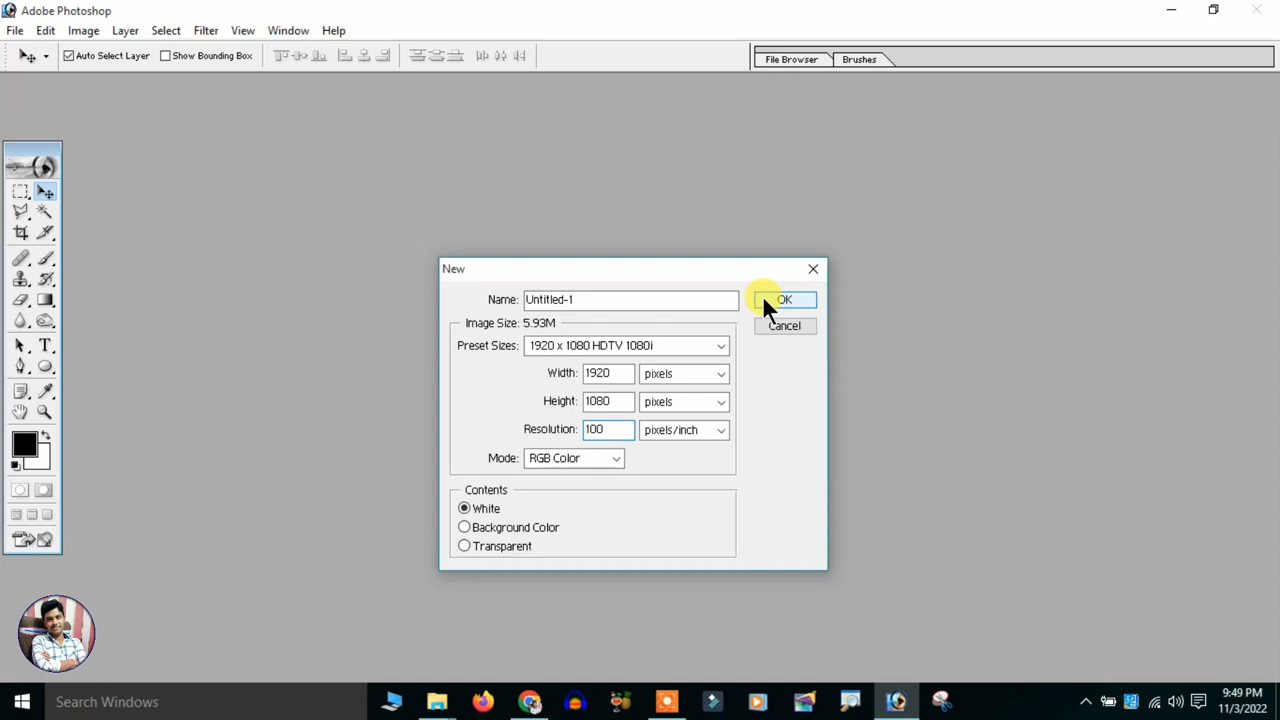 Adobe Photoshop
File Edit Image Layer Select Filter View Window Help
Auto Select Layer Show Bounding Box File Browser Brushes
New
Name: Untitled-1 OK
Image Size: 5.93M Cancel
Preset Sizes: 1920 x 1080 HDTV 1080i
Width: 1920 pixels
Height: 1080 pixels
Resolution: 100 pixels/inch
Mode: RGB Color
Contents
White
Background Color
Transparent
Search Windows
9:49 PM
11/3/2022